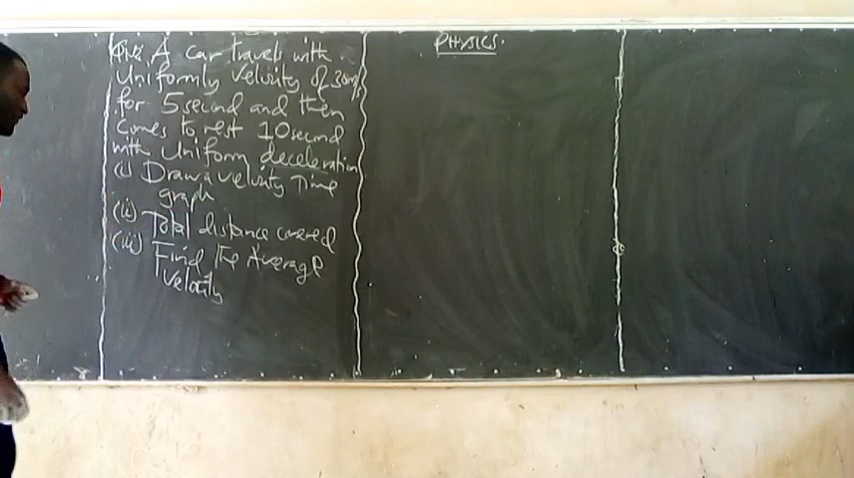 A car travels with
Uniformly velocity of 30m/s
for 5second and then
comes to rest 10second
with Uniform deceleration
(i) Draw a velocity Time
graph
(ii) Total distance covered
(iii) Find the Average
Velocity
PHYSICS.